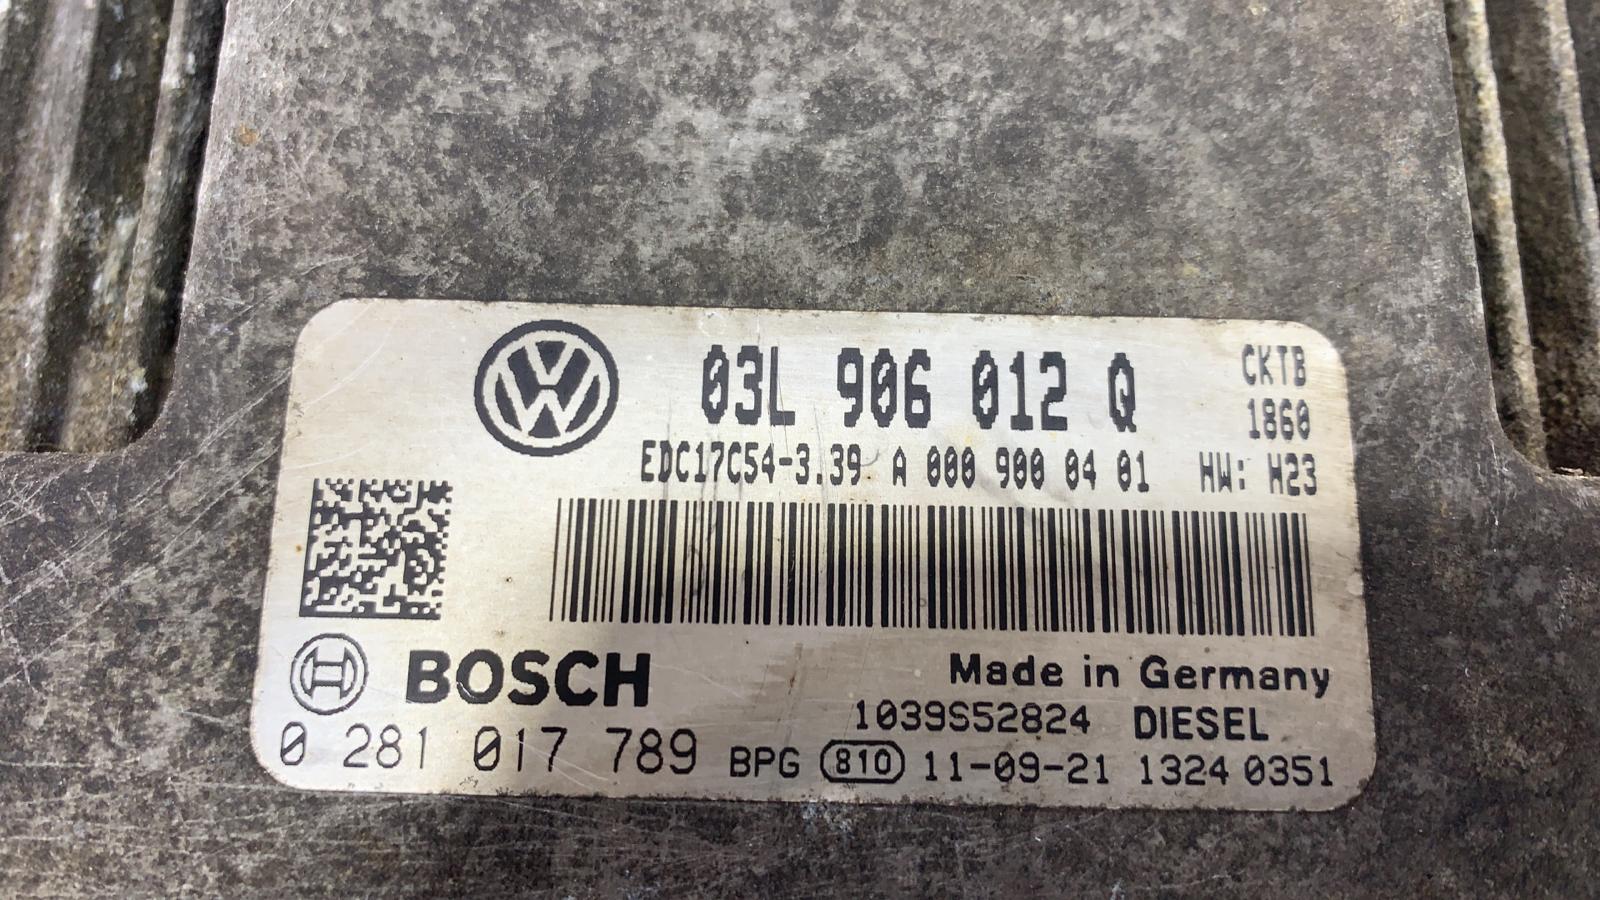 03L 906 012 Q
CKTB
1860
EDC17C54-3.39 A 000 900 04 01 HW: H23
BOSCH
Made in Germany
1039S52824 DIESEL
0 281 017 789 BPG 810 11-09-21 1324 0351